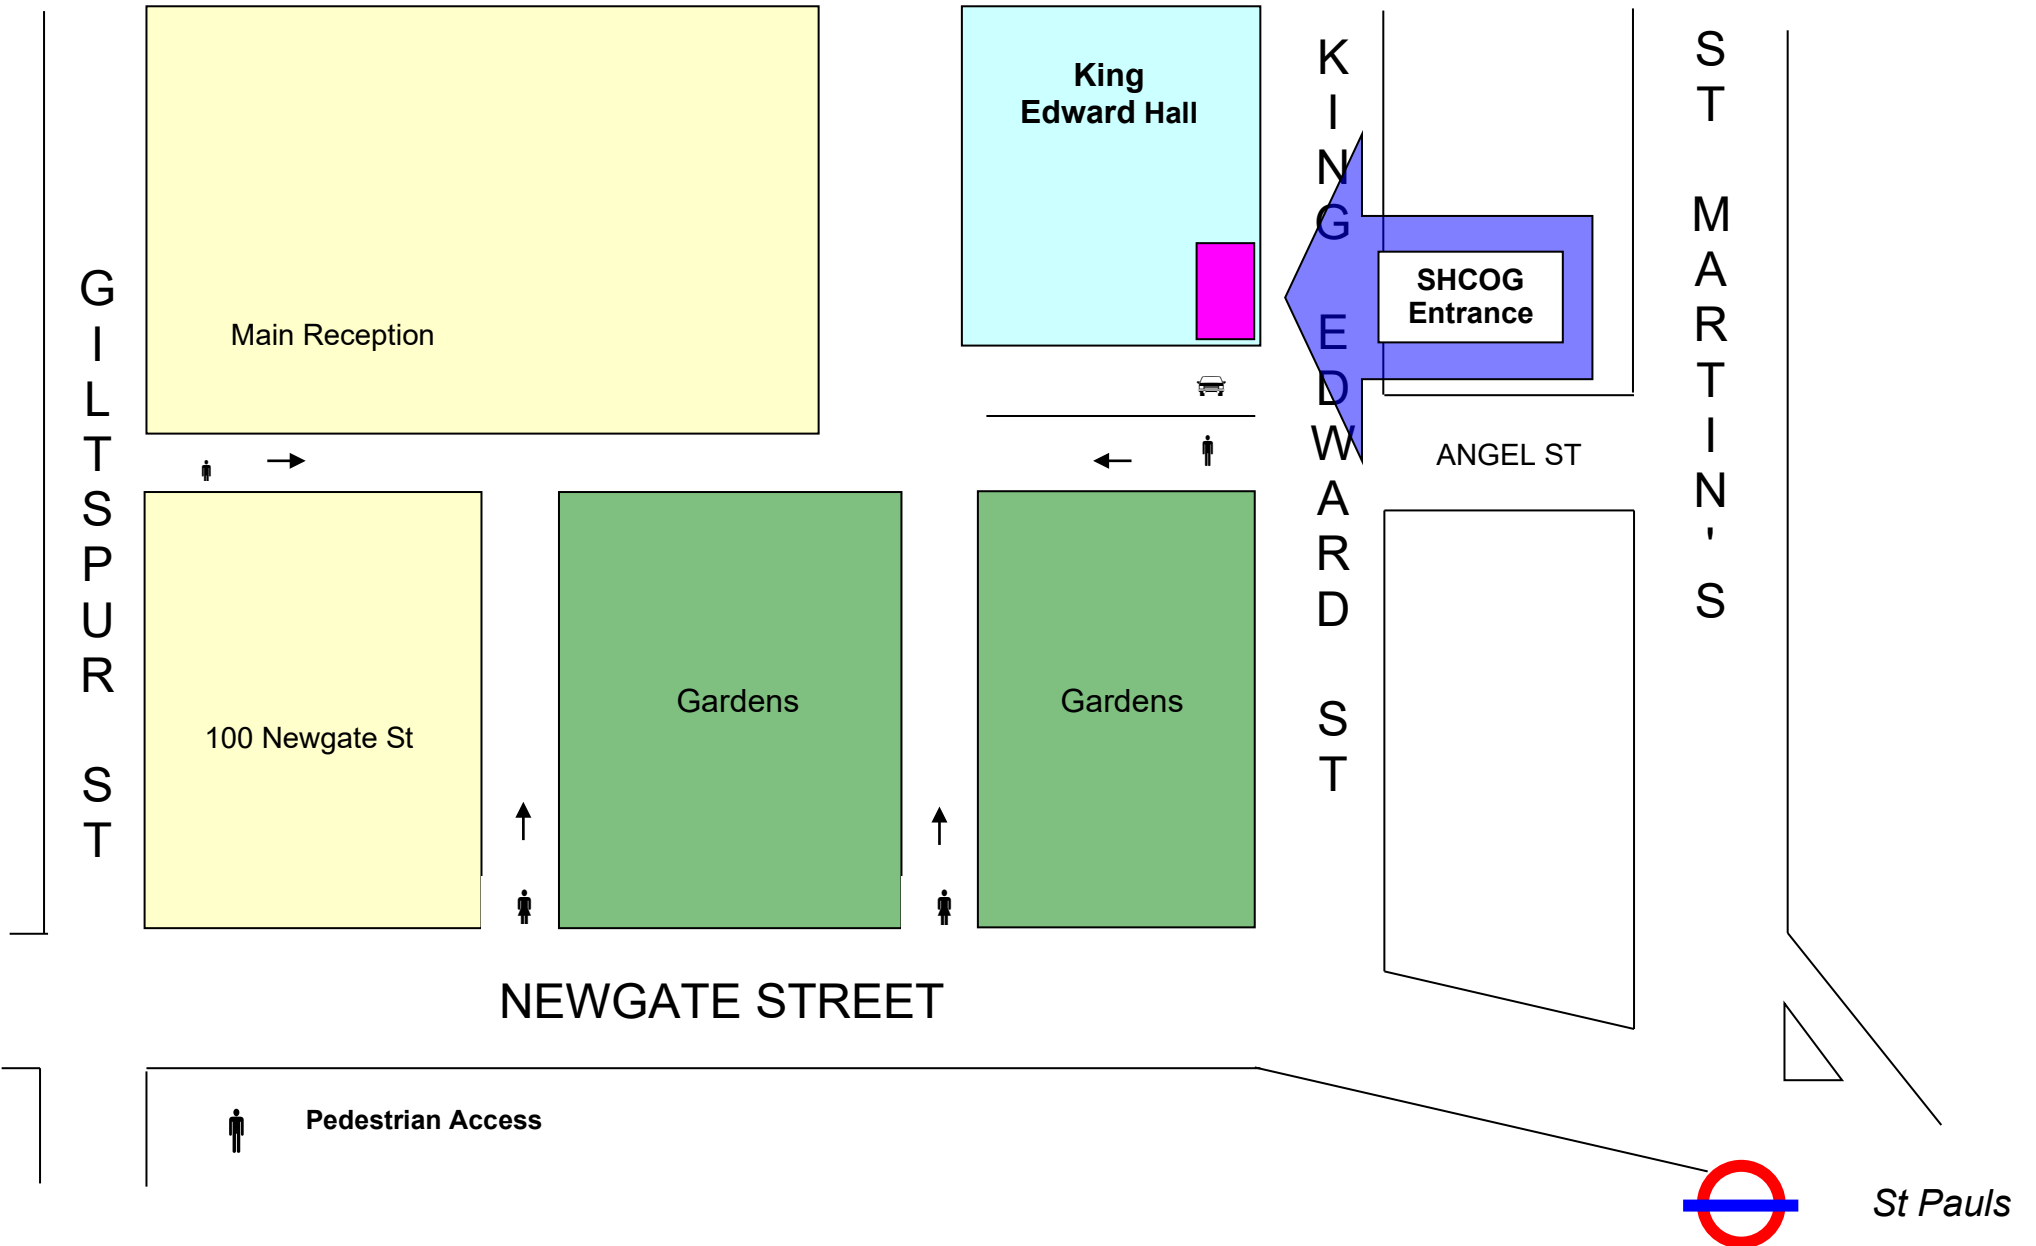 King
Edward Hall
KING EDWARD ST
ST MARTIN'S
GILTSPUR ST
SHCOG
Entrance
Main Reception
ANGEL ST
Gardens
Gardens
100 Newgate St
NEWGATE STREET
Pedestrian Access
St Pauls